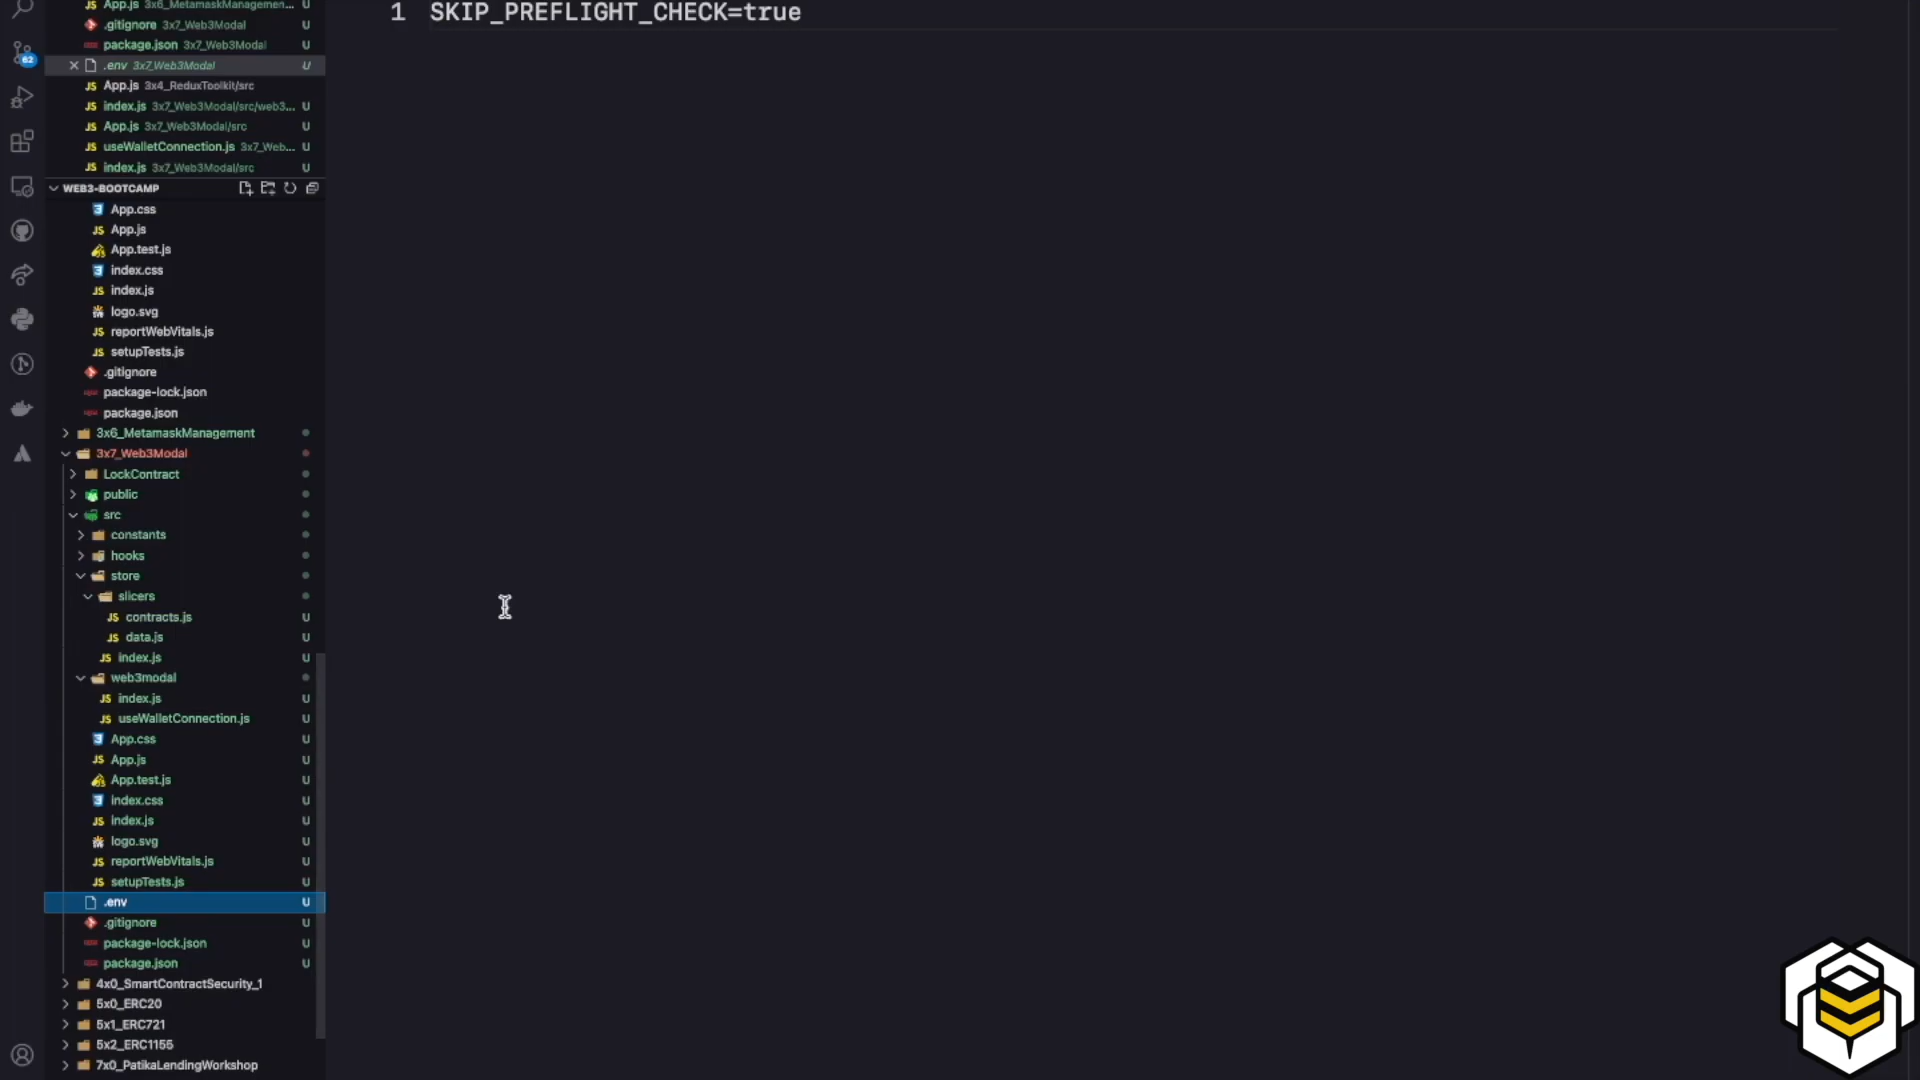 App.js 3x6_MetamaskManagemen... U
.gitignore 3x7_Web3Modal U
package.json 3x7_Web3Modal U
.env 3x7_Web3Modal U
App.js 3x4_ReduxToolkit/src
index.js 3x7_Web3Modal/src/web3... U
App.js 3x7_Web3Modal/src U
useWalletConnection.js 3x7_Web... U
index.js 3x7_Web3Modal/src U
WEB3-BOOTCAMP
App.css
App.js
App.test.js
index.css
index.js
logo.svg
reportWebVitals.js
setupTests.js
.gitignore
package-lock.json
package.json
3x6_MetamaskManagement
3x7_Web3Modal
LockContract
public
src
constants
hooks
store
slicers
contracts.js U
data.js U
index.js U
web3modal
index.js U
useWalletConnection.js U
App.css U
App.js U
App.test.js U
index.css U
index.js U
logo.svg U
reportWebVitals.js U
setupTests.js U
.env U
.gitignore U
package-lock.json U
package.json U
4x0_SmartContractSecurity_1
5x0_ERC20
5x1_ERC721
5x2_ERC1155
7x0_PatikaLendingWorkshop
62
1 SKIP_PREFLIGHT_CHECK=true